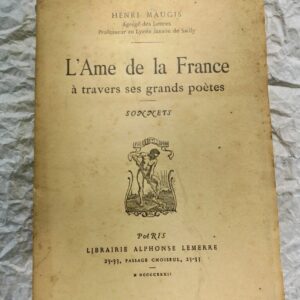 HENRI MAUGIS
Agrégé des Lettres
Professeur au Lycée Janson de Sailly
L'Ame de la France
à travers ses grands poètes
SONNETS
PARIS
LIBRAIRIE ALPHONSE LEMERRE
23-33, PASSAGE CHOISEUL, 23-33